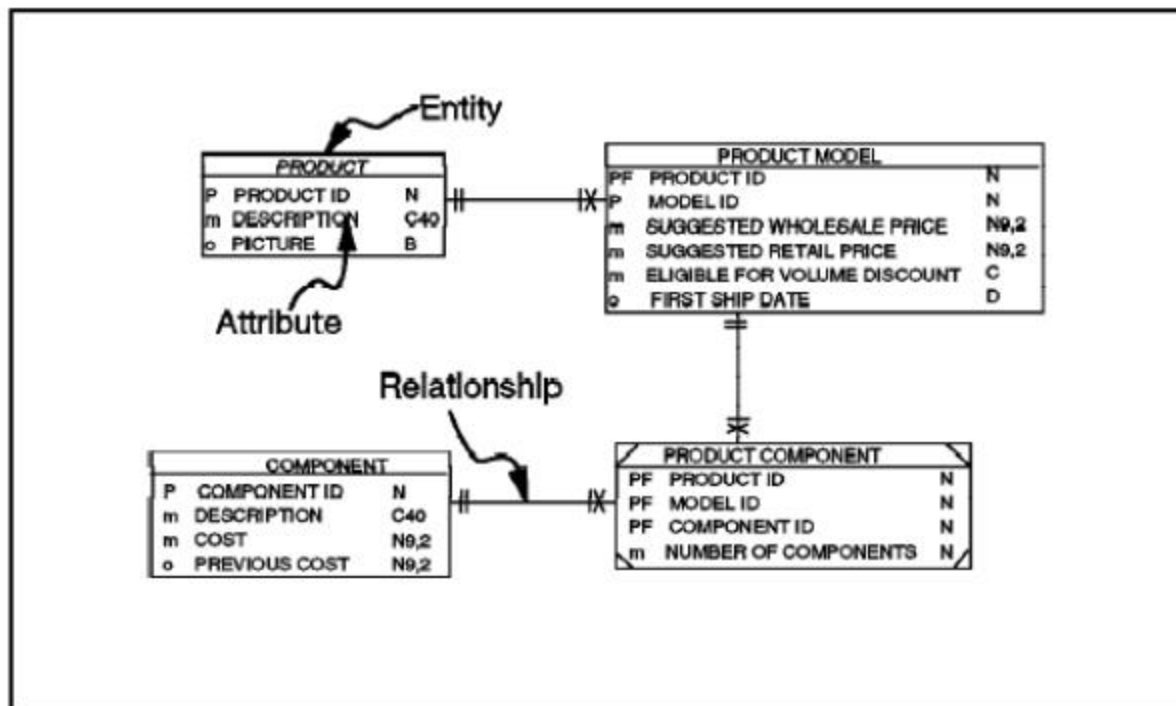 Entity
PRODUCT
P PRODUCT ID N
m DESCRIPTION C40
o PICTURE B
Attribute
PRODUCT MODEL
PF PRODUCT ID N
P MODEL ID N
m SUGGESTED WHOLESALE PRICE N9,2
m SUGGESTED RETAIL PRICE N9,2
m ELIGIBLE FOR VOLUME DISCOUNT C
o FIRST SHIP DATE D
Relationship
COMPONENT
P COMPONENT ID N
m DESCRIPTION C40
m COST N9,2
o PREVIOUS COST N9,2
PRODUCT COMPONENT
PF PRODUCT ID N
PF MODEL ID N
PF COMPONENT ID N
m NUMBER OF COMPONENTS N